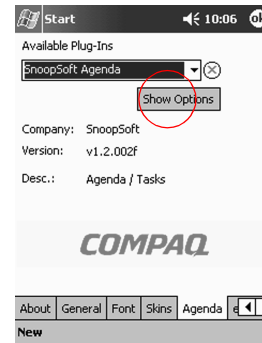 Start 10:06 ok
Available Plug-Ins
SnoopSoft Agenda
Show Options
Company: SnoopSoft
Version: v1.2.002f
Desc.: Agenda / Tasks
COMPAQ
About General Font Skins Agenda
New